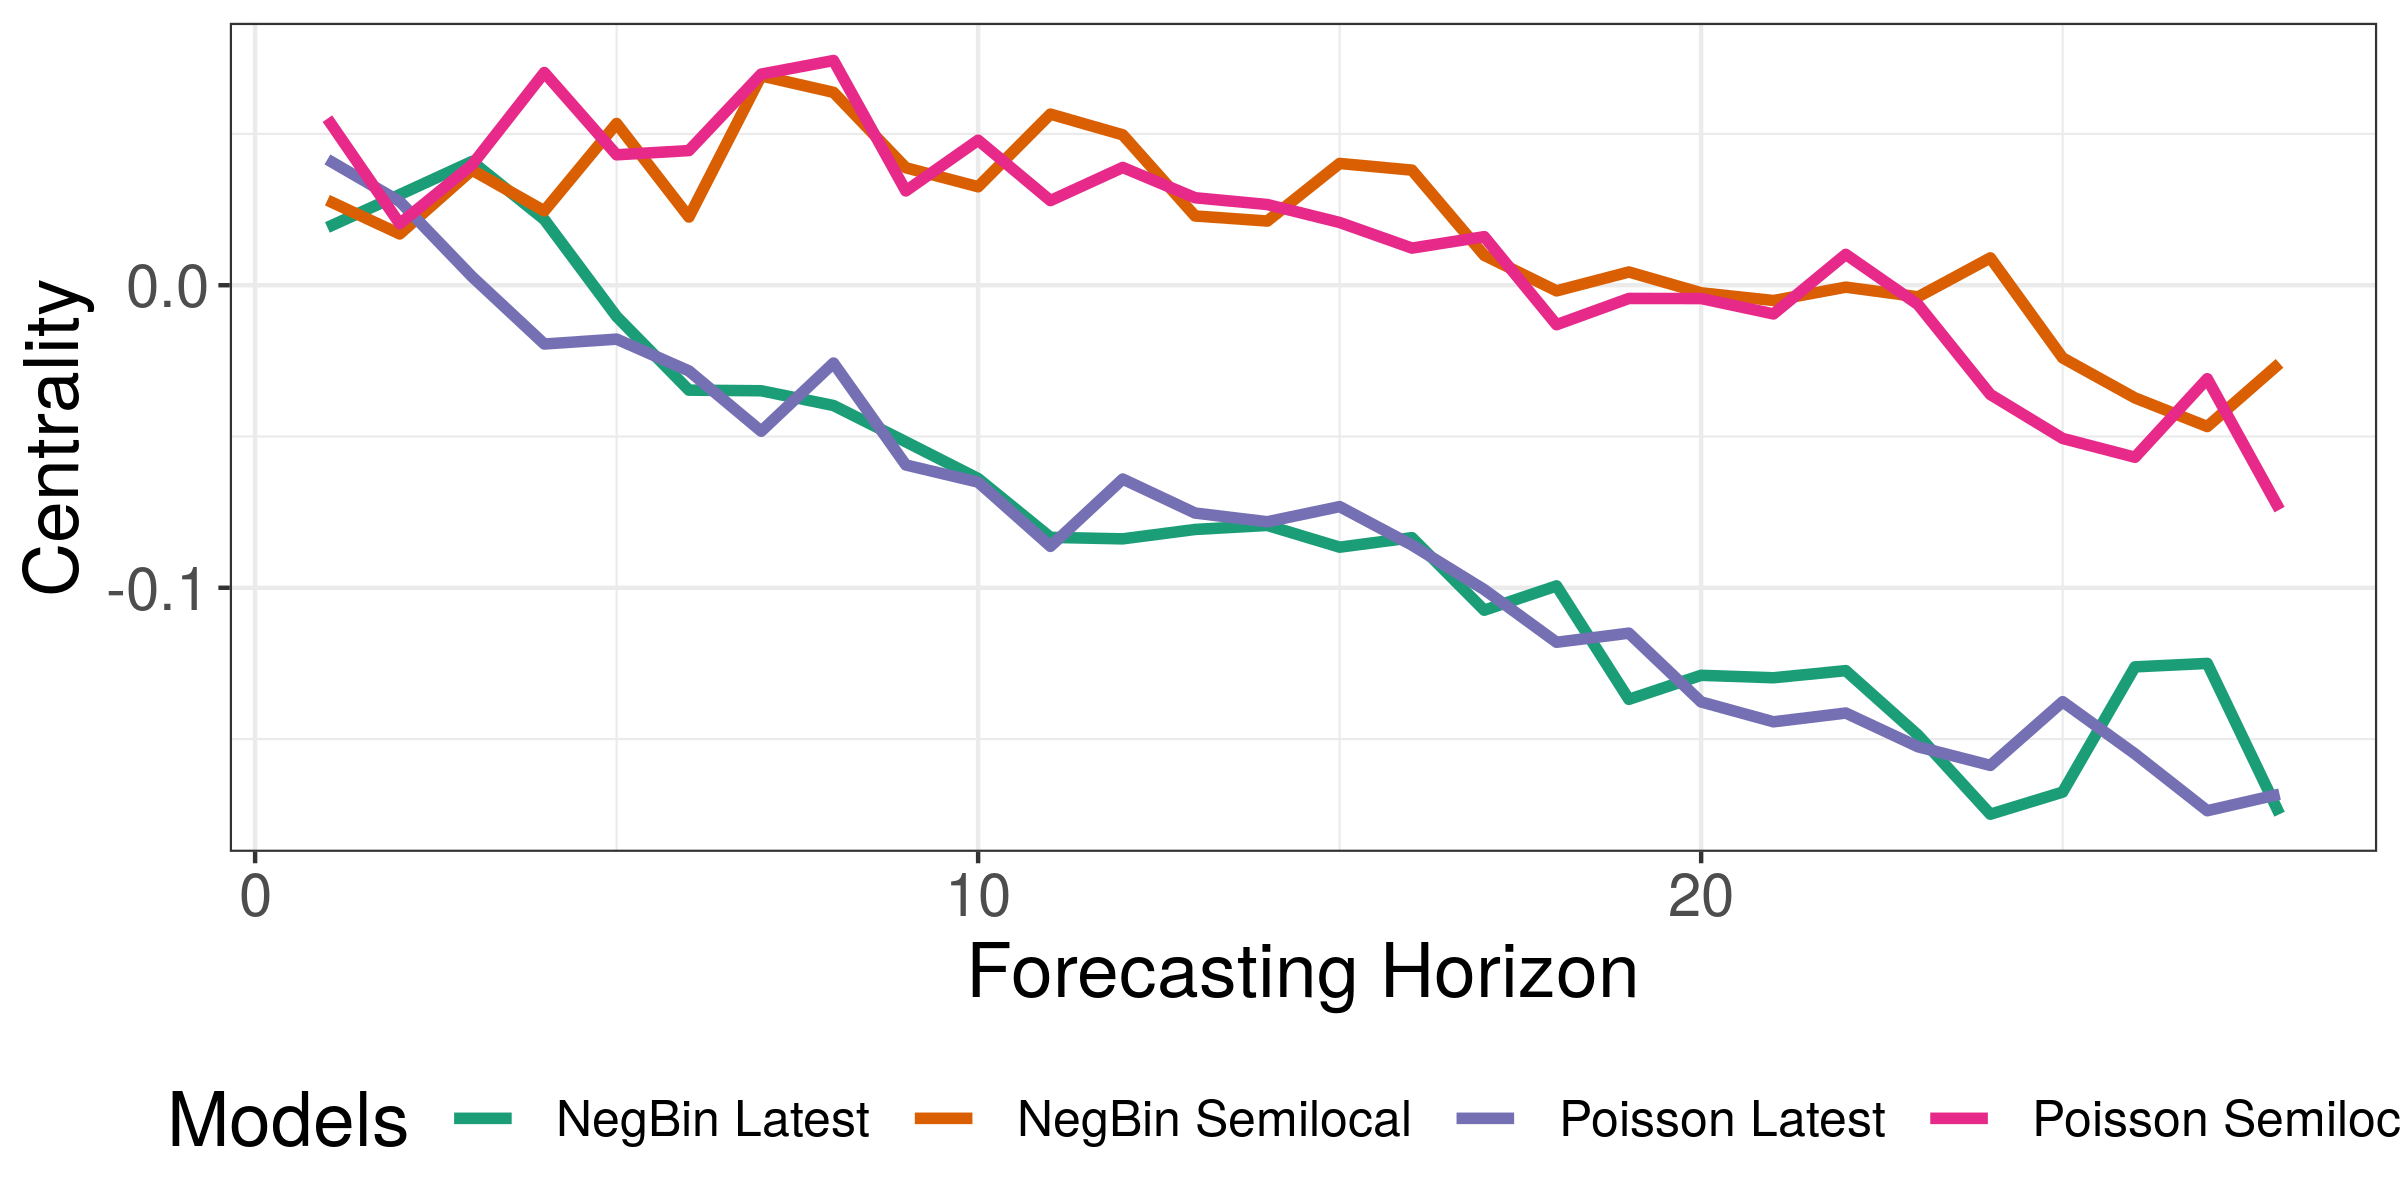 Centrality
0.0
-0.1
0
10
20
Forecasting Horizon
Models NegBin Latest NegBin Semilocal Poisson Latest Poisson Semiloc